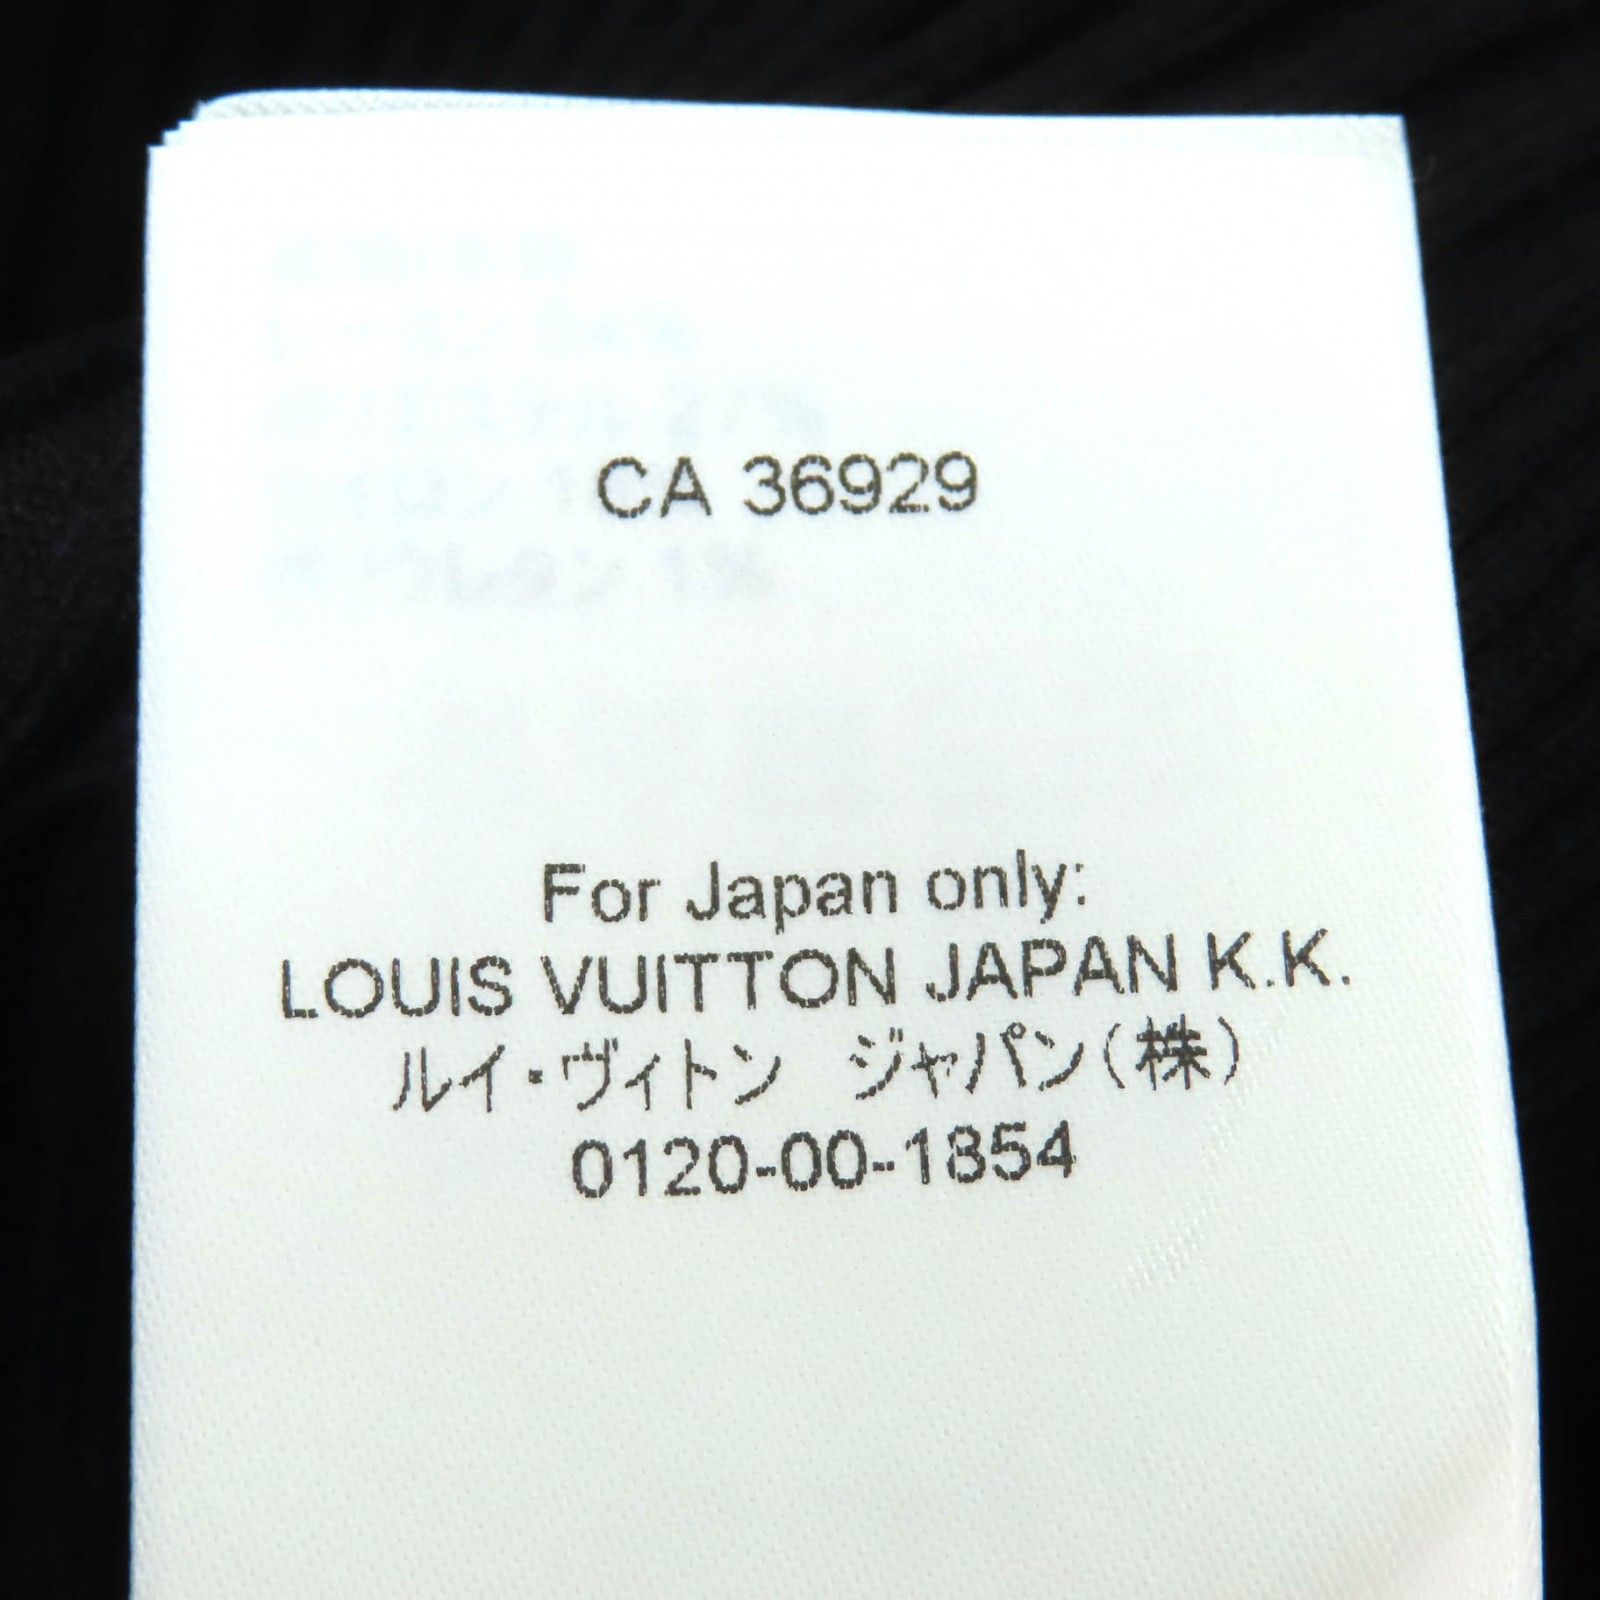 CA 36929
For Japan only:
LOUIS VUITTON JAPAN K.K.
ルイ・ヴィトン　ジャパン(株)
0120-00-1854